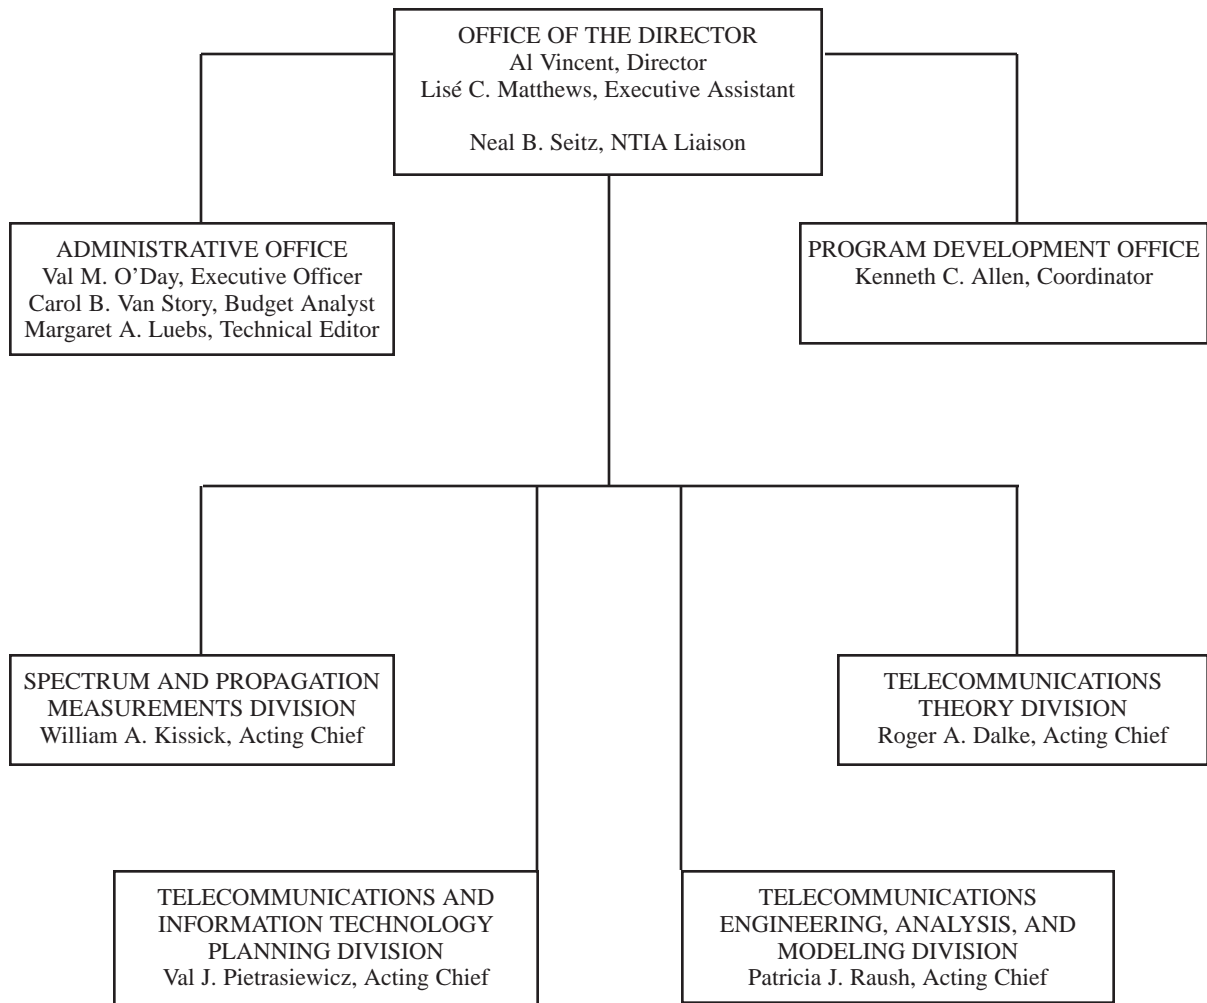 OFFICE OF THE DIRECTOR
Al Vincent, Director
Lisé C. Matthews, Executive Assistant
Neal B. Seitz, NTIA Liaison
ADMINISTRATIVE OFFICE
Val M. O’Day, Executive Officer
Carol B. Van Story, Budget Analyst
Margaret A. Luebs, Technical Editor
PROGRAM DEVELOPMENT OFFICE
Kenneth C. Allen, Coordinator
SPECTRUM AND PROPAGATION
MEASUREMENTS DIVISION
William A. Kissick, Acting Chief
TELECOMMUNICATIONS
THEORY DIVISION
Roger A. Dalke, Acting Chief
TELECOMMUNICATIONS AND
INFORMATION TECHNOLOGY
PLANNING DIVISION
Val J. Pietrasiewicz, Acting Chief
TELECOMMUNICATIONS
ENGINEERING, ANALYSIS, AND
MODELING DIVISION
Patricia J. Raush, Acting Chief